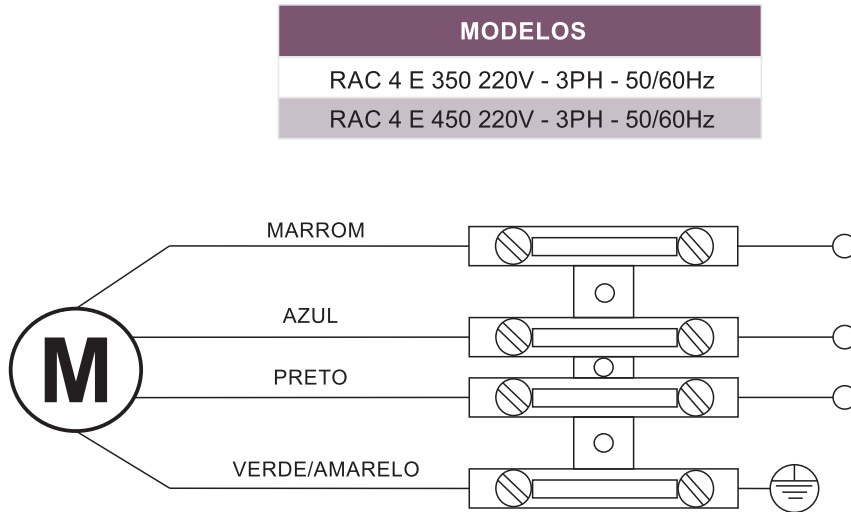 MODELOS
RAC 4 E 350 220V - 3PH - 50/60Hz
RAC 4 E 450 220V - 3PH - 50/60Hz
MARROM
AZUL
PRETO
VERDE/AMARELO
M